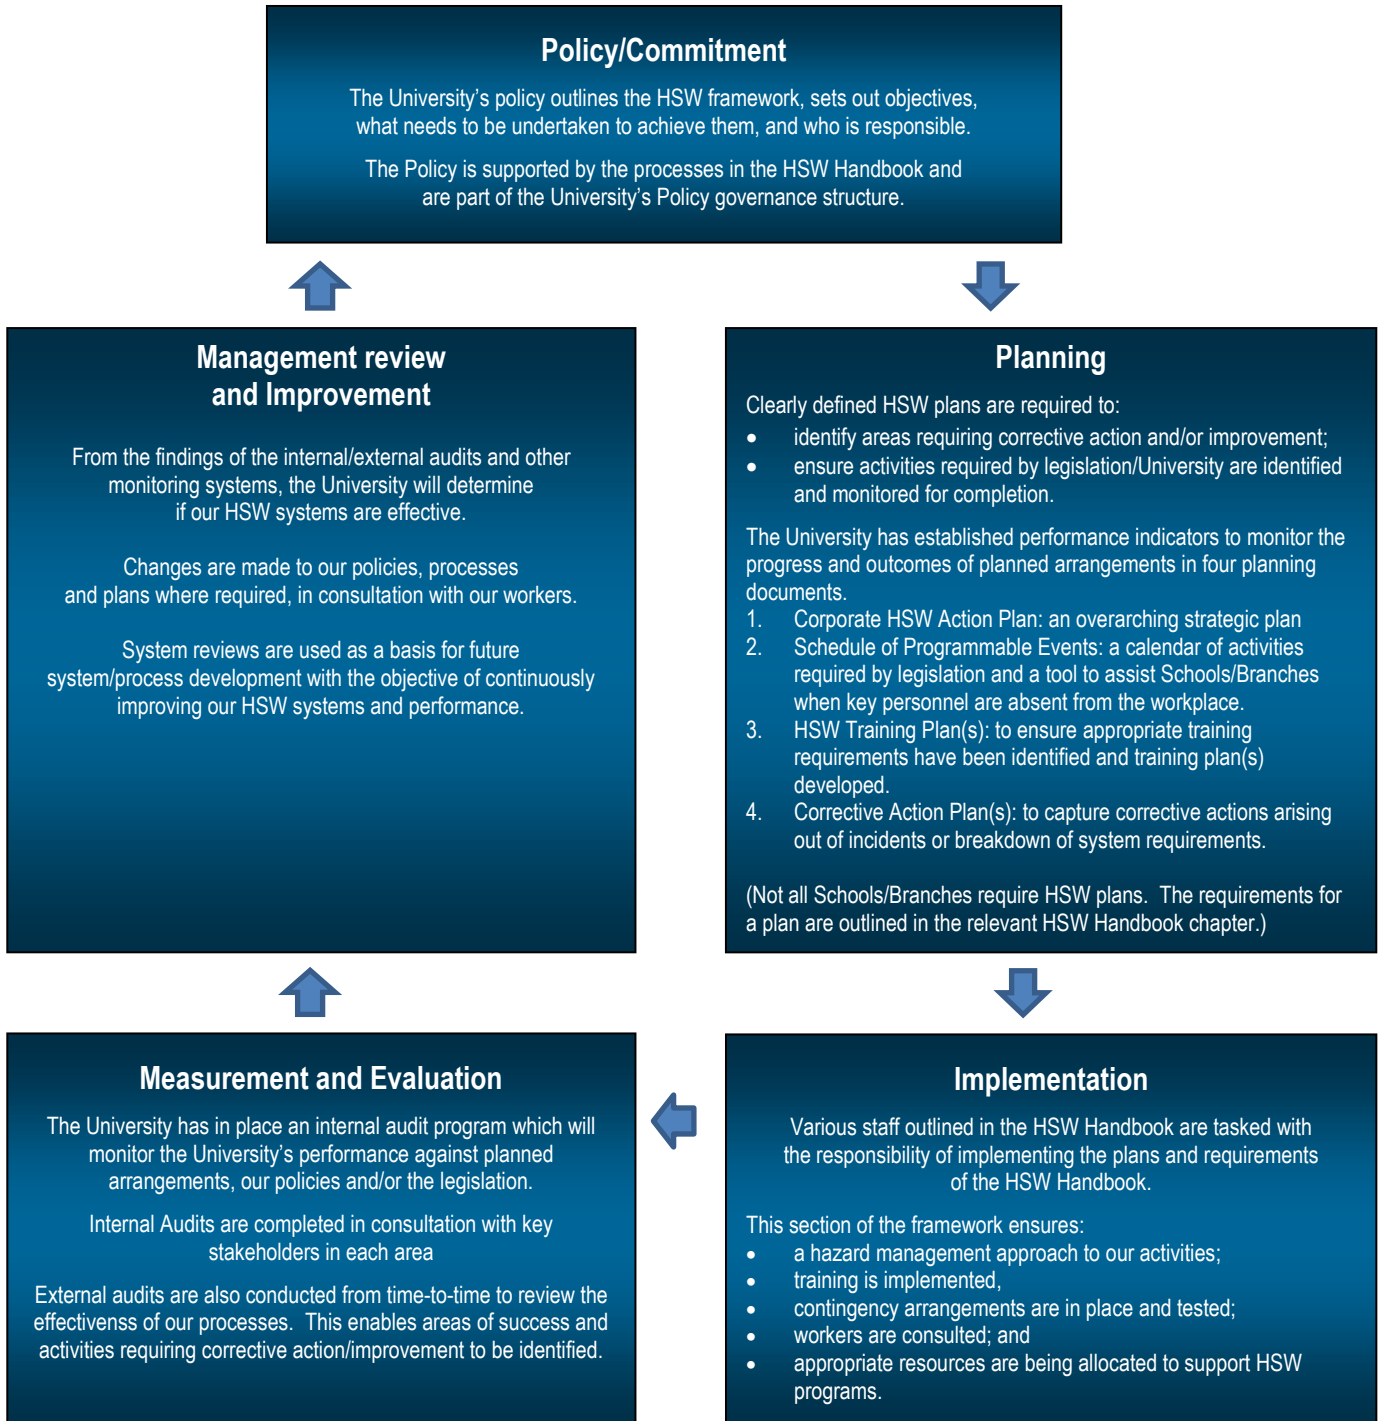 Policy/Commitment
The University’s policy outlines the HSW framework, sets out objectives,
what needs to be undertaken to achieve them, and who is responsible.
The Policy is supported by the processes in the HSW Handbook and
are part of the University’s Policy governance structure.
Management review
and Improvement
From the findings of the internal/external audits and other
monitoring systems, the University will determine
if our HSW systems are effective.
Changes are made to our policies, processes
and plans where required, in consultation with our workers.
System reviews are used as a basis for future
system/process development with the objective of continuously
improving our HSW systems and performance.
Planning
Clearly defined HSW plans are required to:
• identify areas requiring corrective action and/or improvement;
• ensure activities required by legislation/University are identified
and monitored for completion.
The University has established performance indicators to monitor the
progress and outcomes of planned arrangements in four planning
documents.
1. Corporate HSW Action Plan: an overarching strategic plan
2. Schedule of Programmable Events: a calendar of activities
required by legislation and a tool to assist Schools/Branches
when key personnel are absent from the workplace.
3. HSW Training Plan(s): to ensure appropriate training
requirements have been identified and training plan(s)
developed.
4. Corrective Action Plan(s): to capture corrective actions arising
out of incidents or breakdown of system requirements.
(Not all Schools/Branches require HSW plans. The requirements for
a plan are outlined in the relevant HSW Handbook chapter.)
Measurement and Evaluation
The University has in place an internal audit program which will
monitor the University’s performance against planned
arrangements, our policies and/or the legislation.
Internal Audits are completed in consultation with key
stakeholders in each area
External audits are also conducted from time-to-time to review the
effectivenss of our processes. This enables areas of success and
activities requiring corrective action/improvement to be identified.
Implementation
Various staff outlined in the HSW Handbook are tasked with
the responsibility of implementing the plans and requirements
of the HSW Handbook.
This section of the framework ensures:
• a hazard management approach to our activities;
• training is implemented,
• contingency arrangements are in place and tested;
• workers are consulted; and
• appropriate resources are being allocated to support HSW
programs.